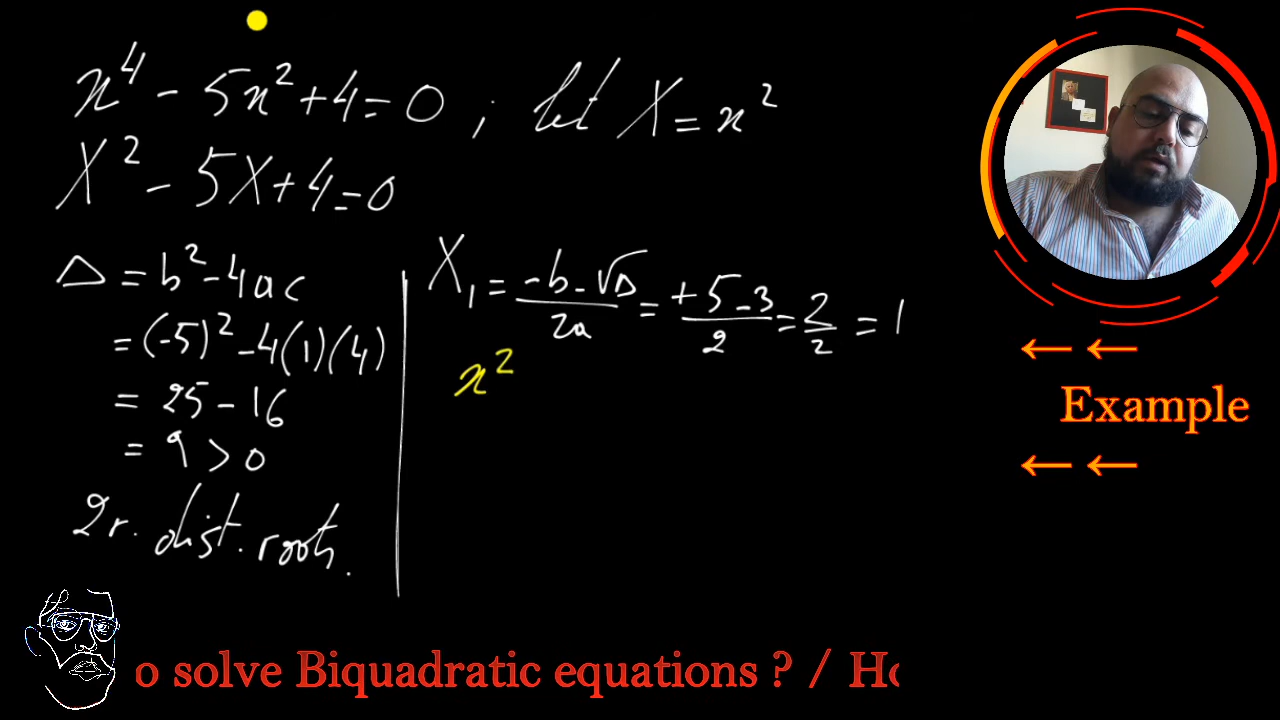 x⁴ - 5x² + 4 = 0 ; let X = x²
X² - 5X + 4 = 0
Δ = b² - 4ac
= (-5)² - 4(1)(4)
= 25 - 16
= 9 > 0
2 r. dist. roots.
X₁ = (-b - √Δ)/2a = (+5 - 3)/2 = 2/2 = 1
x²
←← 
Example
←←
o solve Biquadratic equations ? / Ho